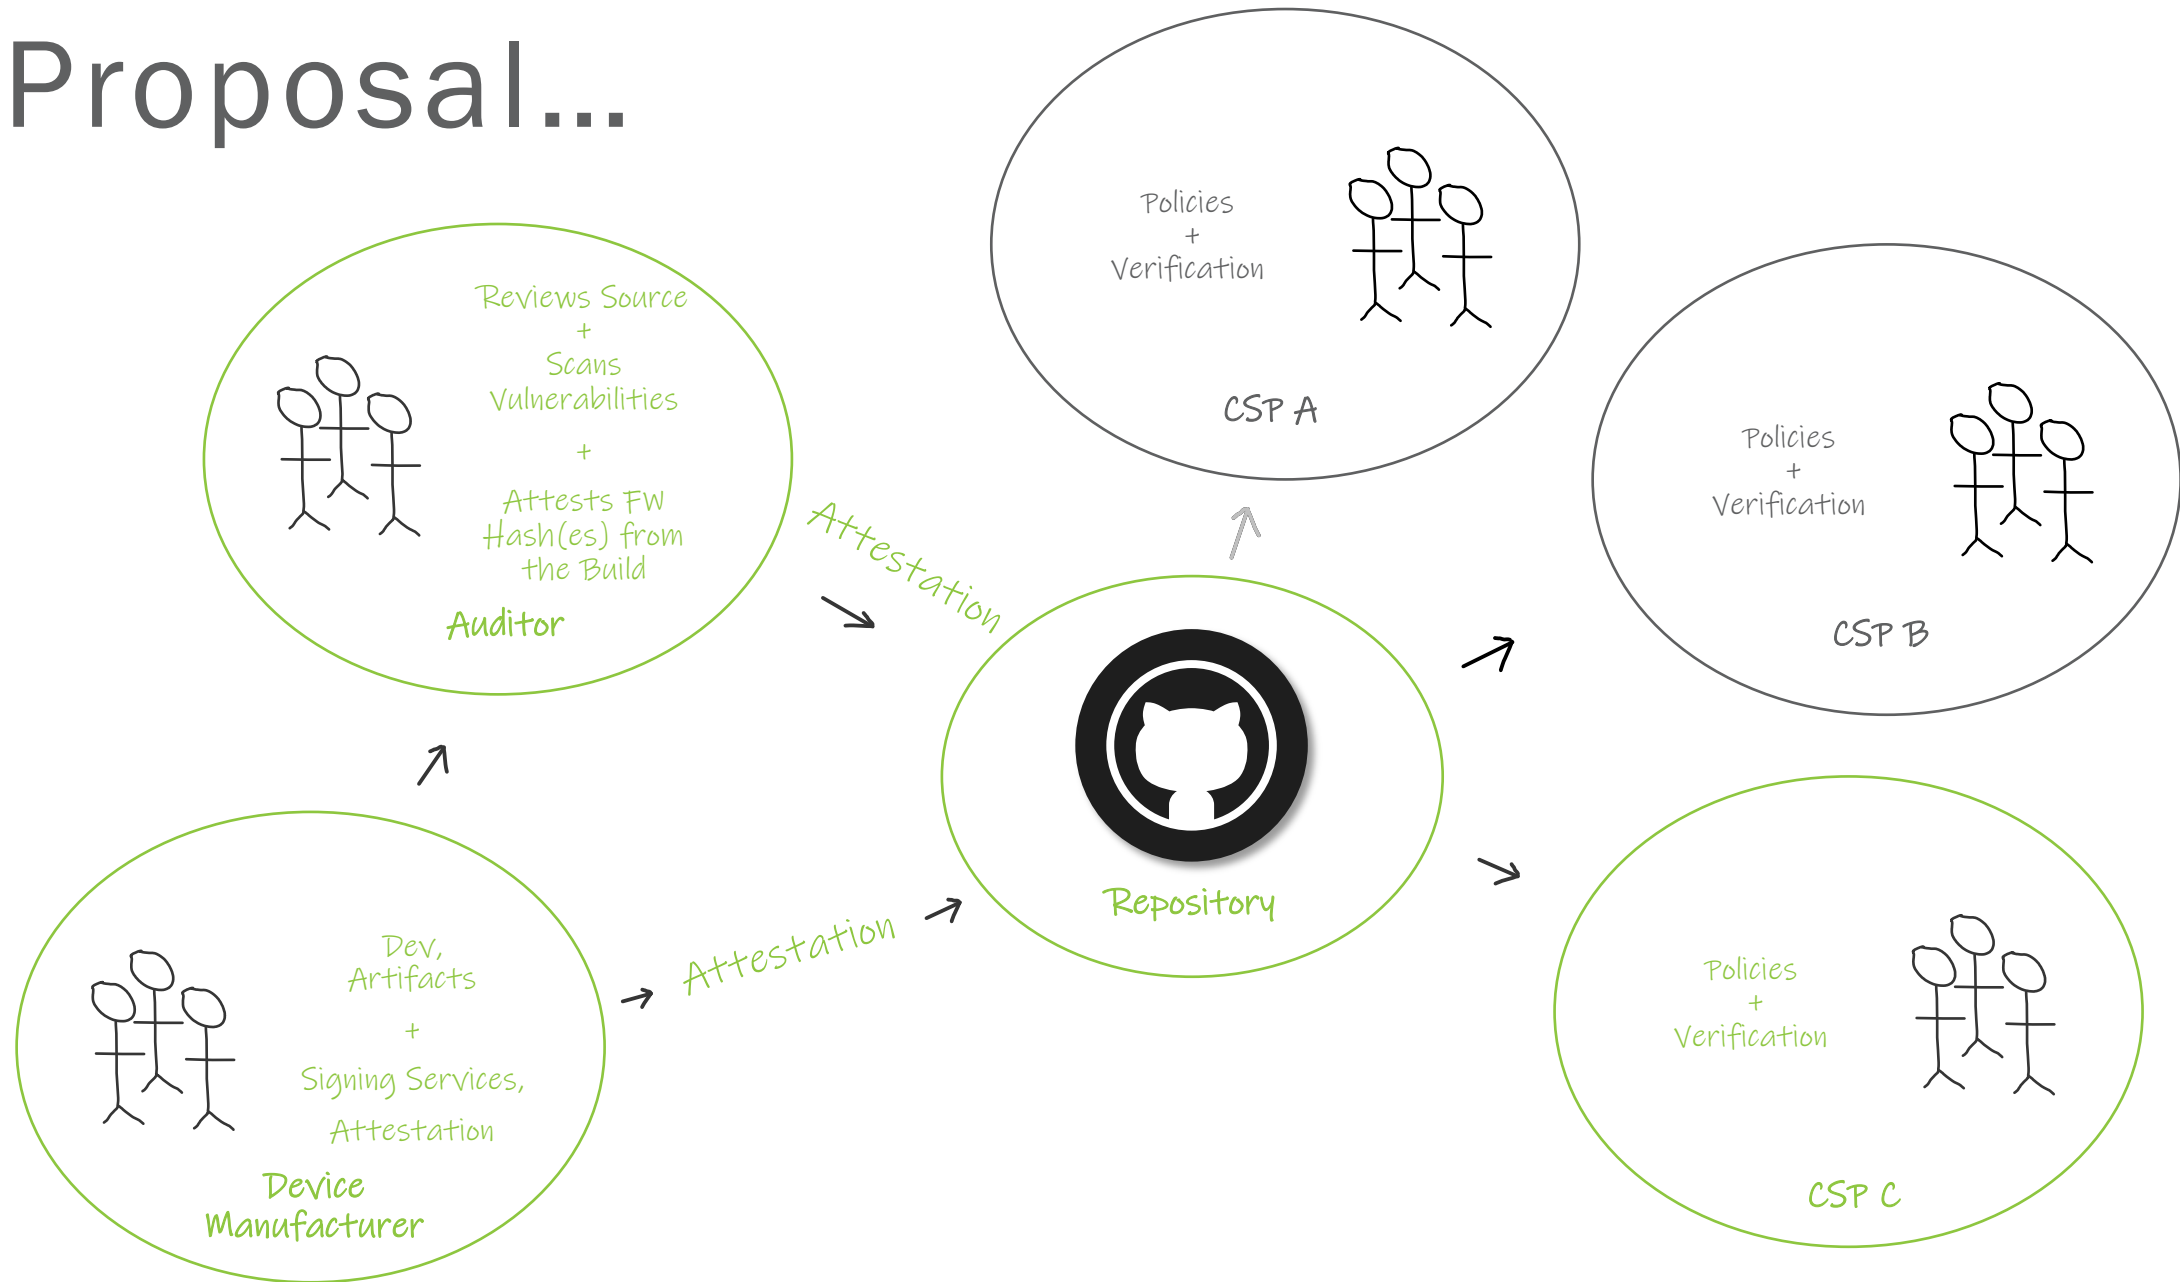 Proposal...
Reviews Source
+
Scans
Vulnerabilities
+
Attests FW
Hash(es) from
the Build
Auditor
Attestation
Policies
+
Verification
CSP A
Policies
+
Verification
CSP B
Dev,
Artifacts
+
Signing Services,
Attestation
Device
Manufacturer
Attestation
Repository
Policies
+
Verification
CSP C